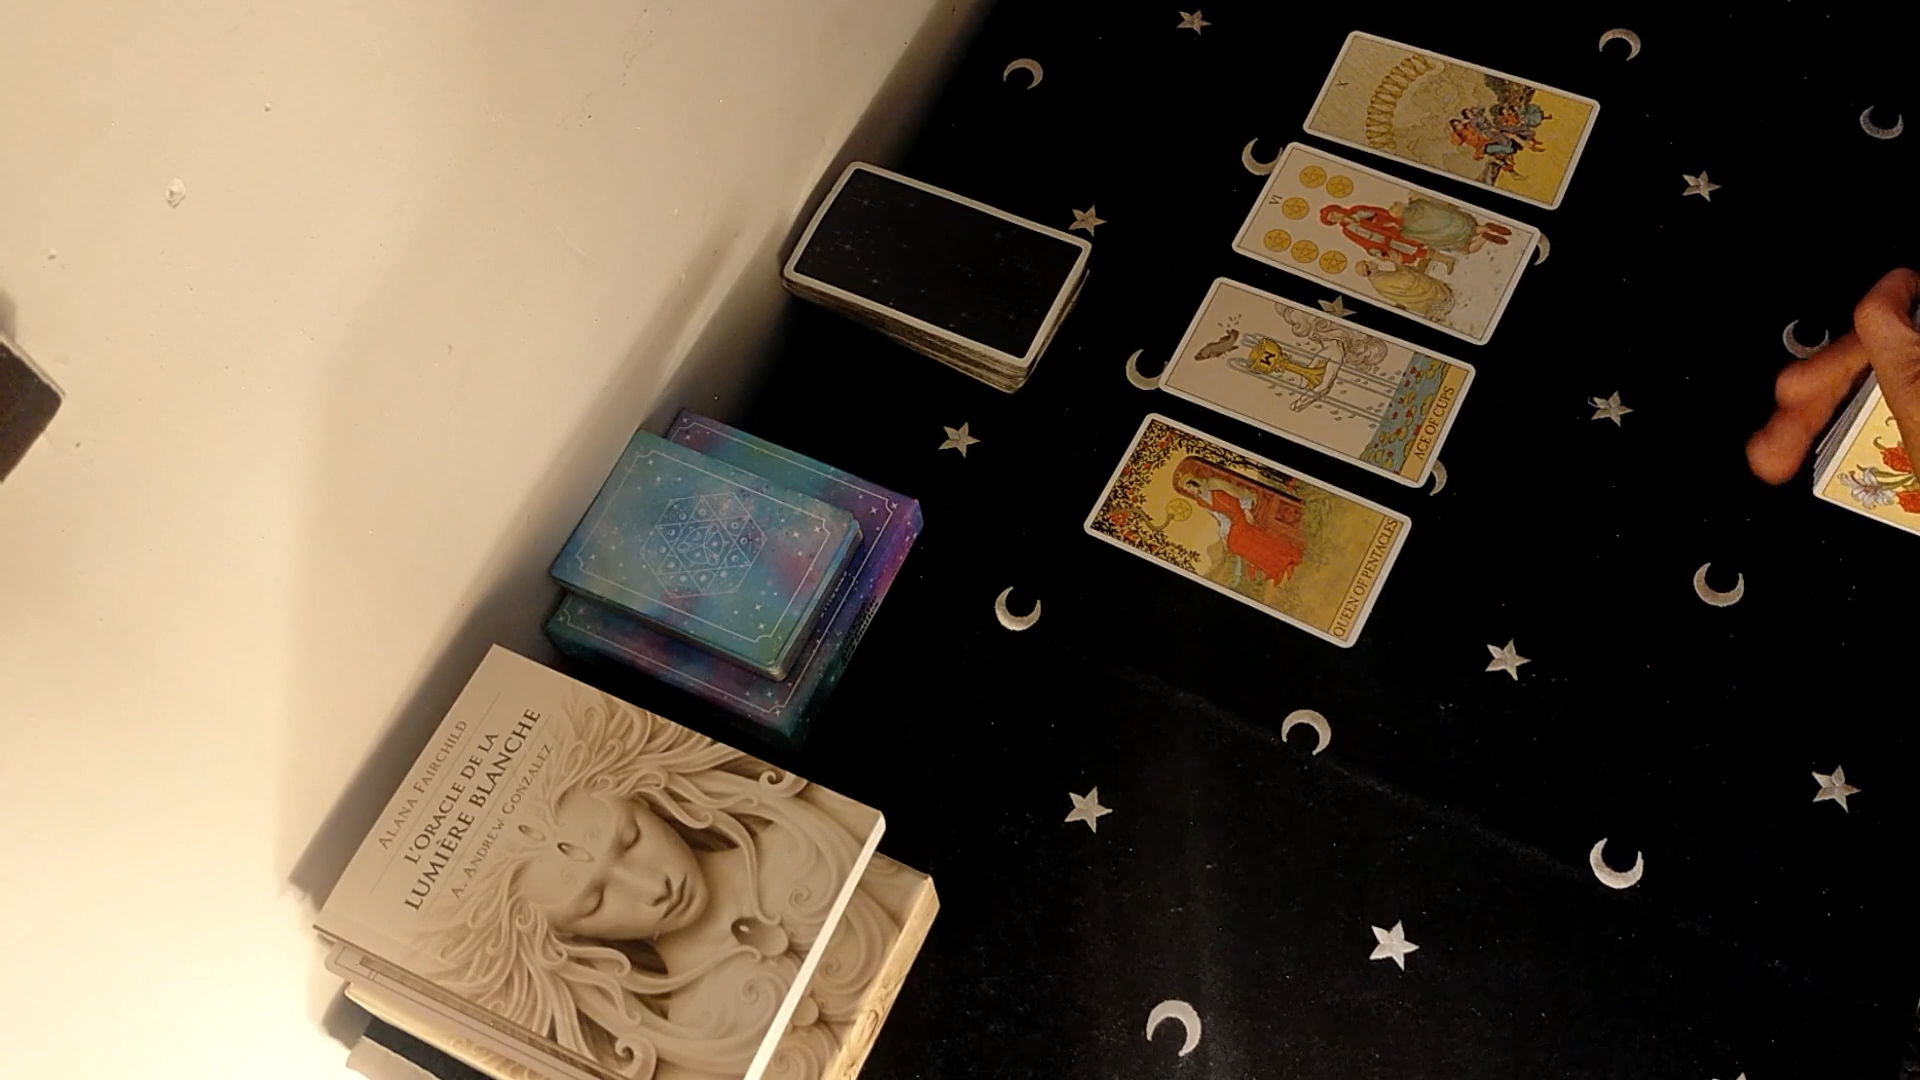 ALANA FAIRCHILD
L'ORACLE DE LA
LUMIÈRE BLANCHE
A. ANDREW GONZALEZ
X
VI
M
ACE OF CUPS
QUEEN OF PENTACLES